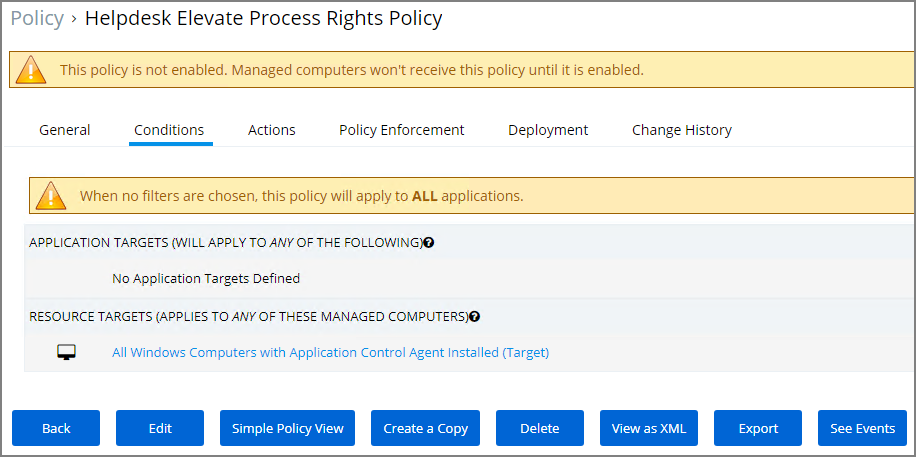 Policy › Helpdesk Elevate Process Rights Policy
This policy is not enabled. Managed computers won't receive this policy until it is enabled.
General Conditions Actions Policy Enforcement Deployment Change History
When no filters are chosen, this policy will apply to ALL applications.
APPLICATION TARGETS (WILL APPLY TO ANY OF THE FOLLOWING)?
No Application Targets Defined
RESOURCE TARGETS (APPLIES TO ANY OF THESE MANAGED COMPUTERS)?
All Windows Computers with Application Control Agent Installed (Target)
Back Edit Simple Policy View Create a Copy Delete View as XML Export See Events